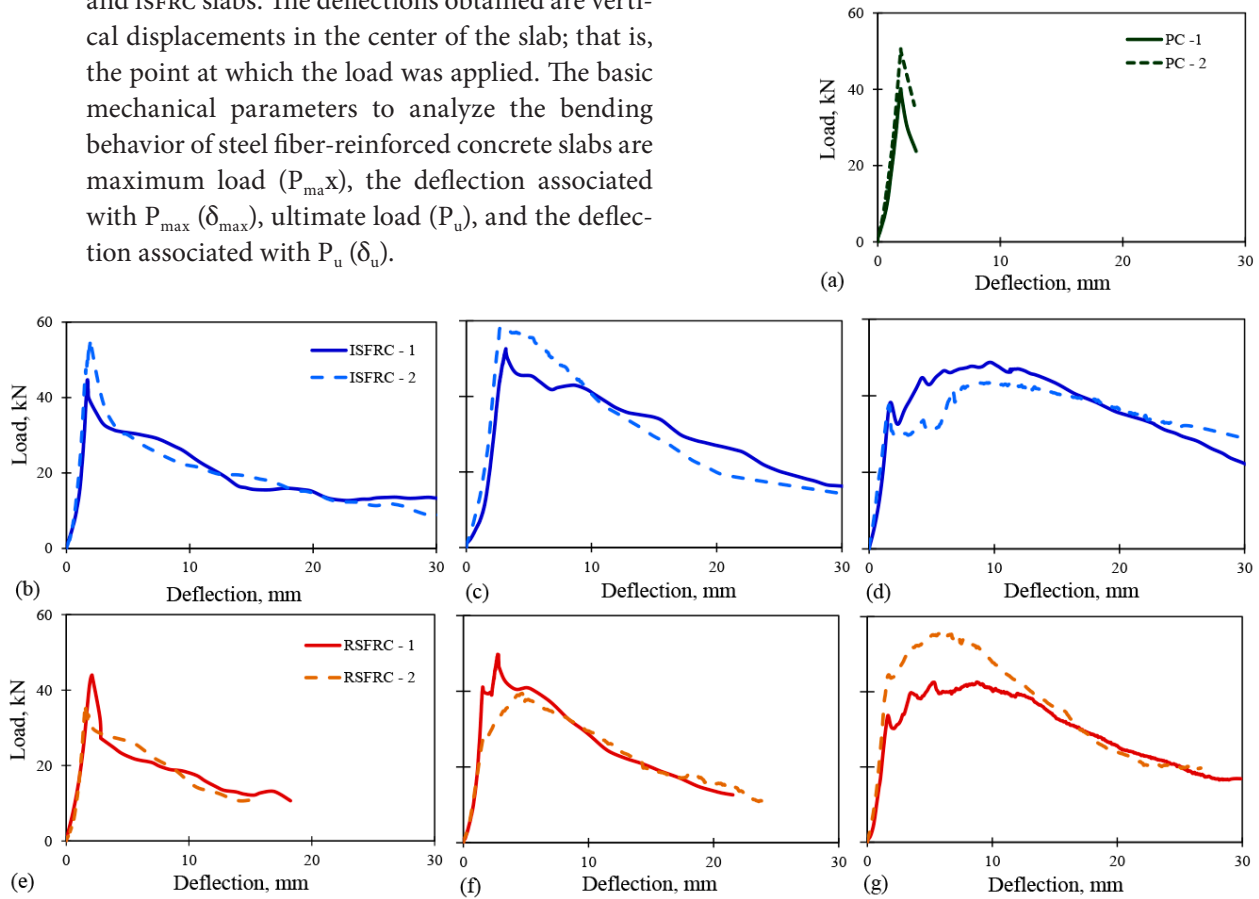 and ISFRC slabs. The deflections obtained are verti-
cal displacements in the center of the slab; that is,
the point at which the load was applied. The basic
mechanical parameters to analyze the bending
behavior of steel fiber-reinforced concrete slabs are
maximum load (Pmax), the deflection associated
with Pmax (δmax), ultimate load (Pu), and the deflec-
tion associated with Pu (δu).
60
40
20
0
Load, kN
PC -1
PC - 2
0 10 20 30
(a) Deflection, mm
60
40
20
0
Load, kN
ISFRC - 1
ISFRC - 2
0 10 20 30
(b) Deflection, mm
0 10 20 30
(c) Deflection, mm
0 10 20 30
(d) Deflection, mm
60
40
20
0
Load, kN
RSFRC - 1
RSFRC - 2
0 10 20 30
(e) Deflection, mm
0 10 20 30
(f) Deflection, mm
0 10 20 30
(g) Deflection, mm